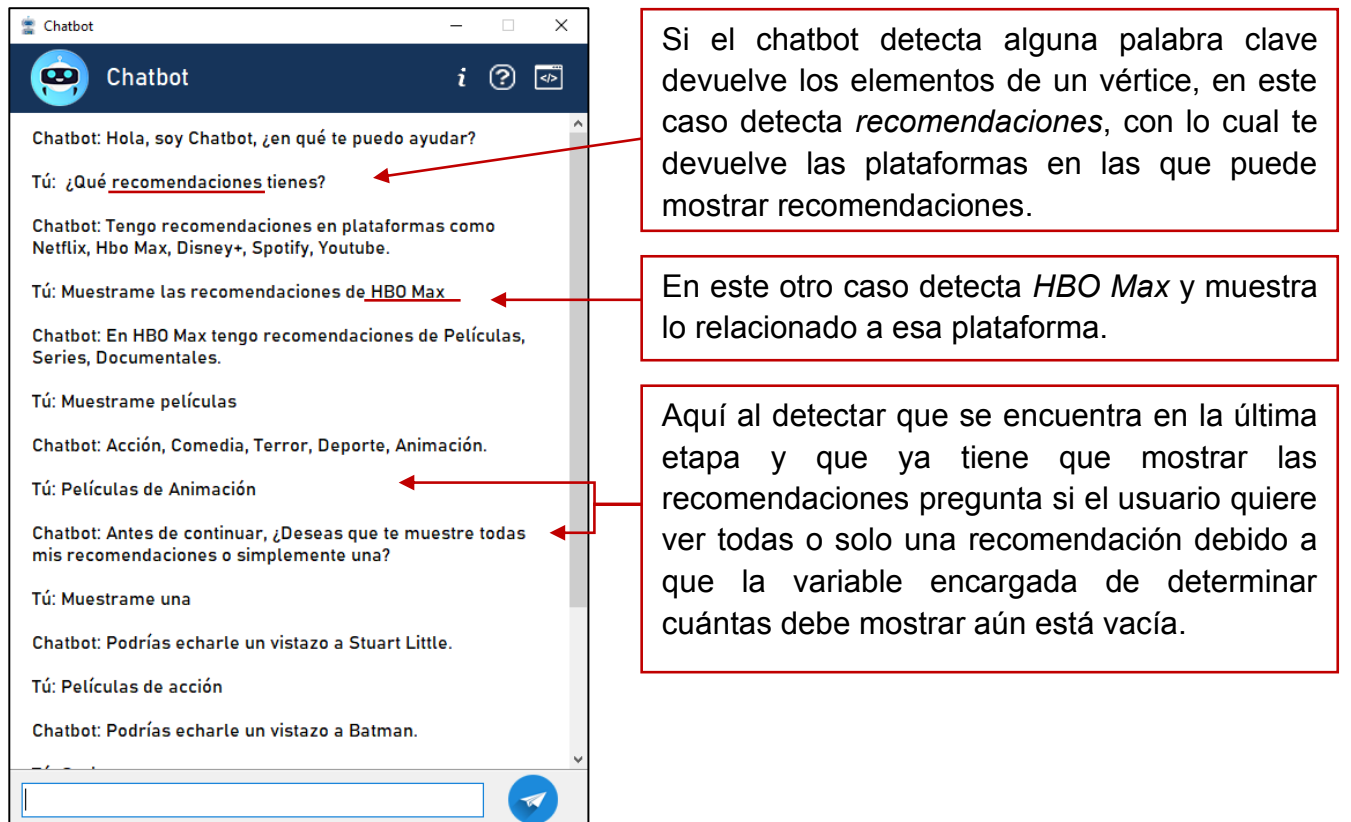 Chatbot
Chatbot
i ? </>
Chatbot: Hola, soy Chatbot, ¿en qué te puedo ayudar?
Tú: ¿Qué recomendaciones tienes?
Chatbot: Tengo recomendaciones en plataformas como
Netflix, Hbo Max, Disney+, Spotify, Youtube.
Tú: Muestrame las recomendaciones de HBO Max
Chatbot: En HBO Max tengo recomendaciones de Películas,
Series, Documentales.
Tú: Muestrame películas
Chatbot: Acción, Comedia, Terror, Deporte, Animación.
Tú: Películas de Animación
Chatbot: Antes de continuar, ¿Deseas que te muestre todas
mis recomendaciones o simplemente una?
Tú: Muestrame una
Chatbot: Podrías echarle un vistazo a Stuart Little.
Tú: Películas de acción
Chatbot: Podrías echarle un vistazo a Batman.
Si el chatbot detecta alguna palabra clave
devuelve los elementos de un vértice, en este
caso detecta recomendaciones, con lo cual te
devuelve las plataformas en las que puede
mostrar recomendaciones.
En este otro caso detecta HBO Max y muestra
lo relacionado a esa plataforma.
Aquí al detectar que se encuentra en la última
etapa y que ya tiene que mostrar las
recomendaciones pregunta si el usuario quiere
ver todas o solo una recomendación debido a
que la variable encargada de determinar
cuántas debe mostrar aún está vacía.